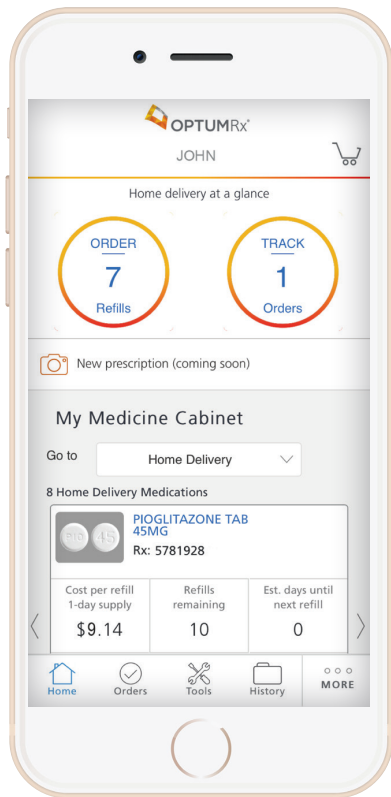 OPTUMRx®
JOHN
Home delivery at a glance
ORDER
7
Refills
TRACK
1
Orders
New prescription (coming soon)
My Medicine Cabinet
Go to
Home Delivery
8 Home Delivery Medications
PIO
45
PIOGLITAZONE TAB
45MG
Rx: 5781928
Cost per refill
1-day supply
$9.14
Refills
remaining
10
Est. days until
next refill
0
Home
Orders
Tools
History
MORE